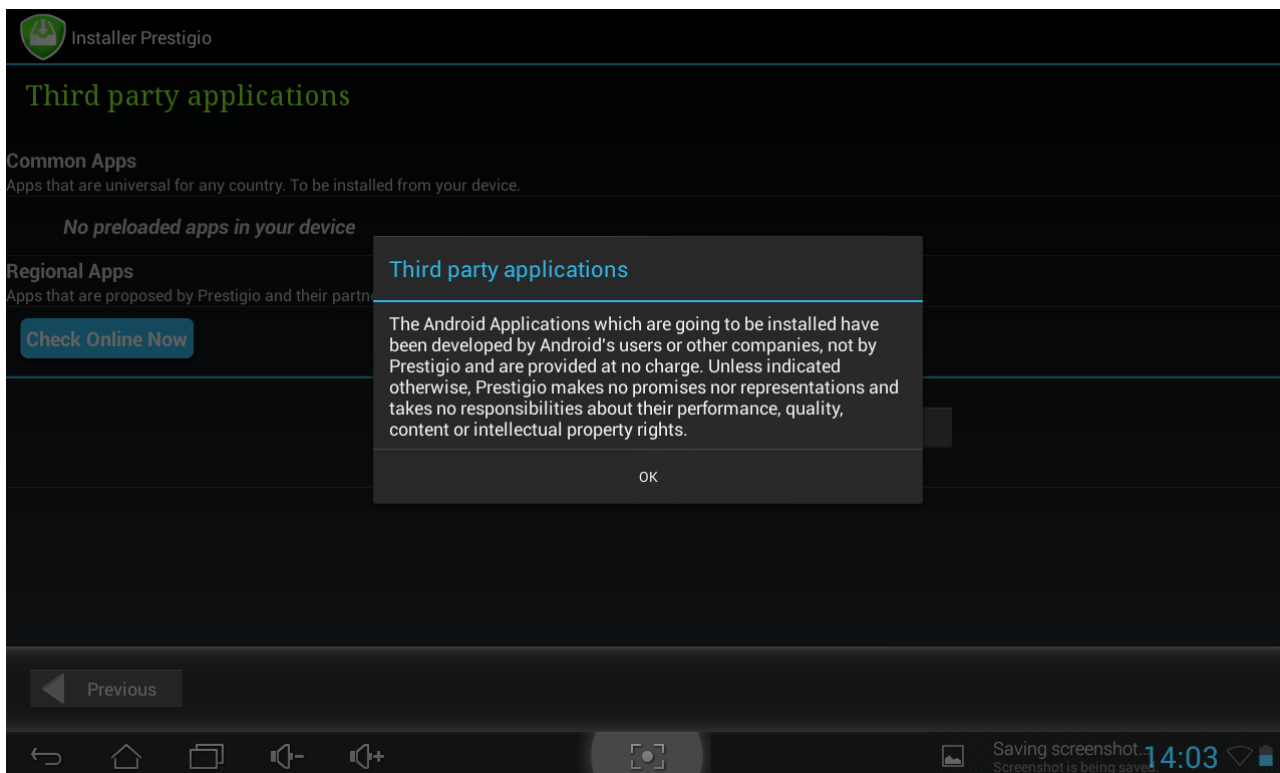 Installer Prestigio
Third party applications
Common Apps
Apps that are universal for any country. To be installed from your device.
No preloaded apps in your device
Regional Apps
Apps that are proposed by Prestigio and their partne
Check Online Now
Third party applications
The Android Applications which are going to be installed have
been developed by Android's users or other companies, not by
Prestigio and are provided at no charge. Unless indicated
otherwise, Prestigio makes no promises nor representations and
takes no responsibilities about their performance, quality,
content or intellectual property rights.
OK
Previous
Saving screenshot...
Screenshot is being saved.
14:03